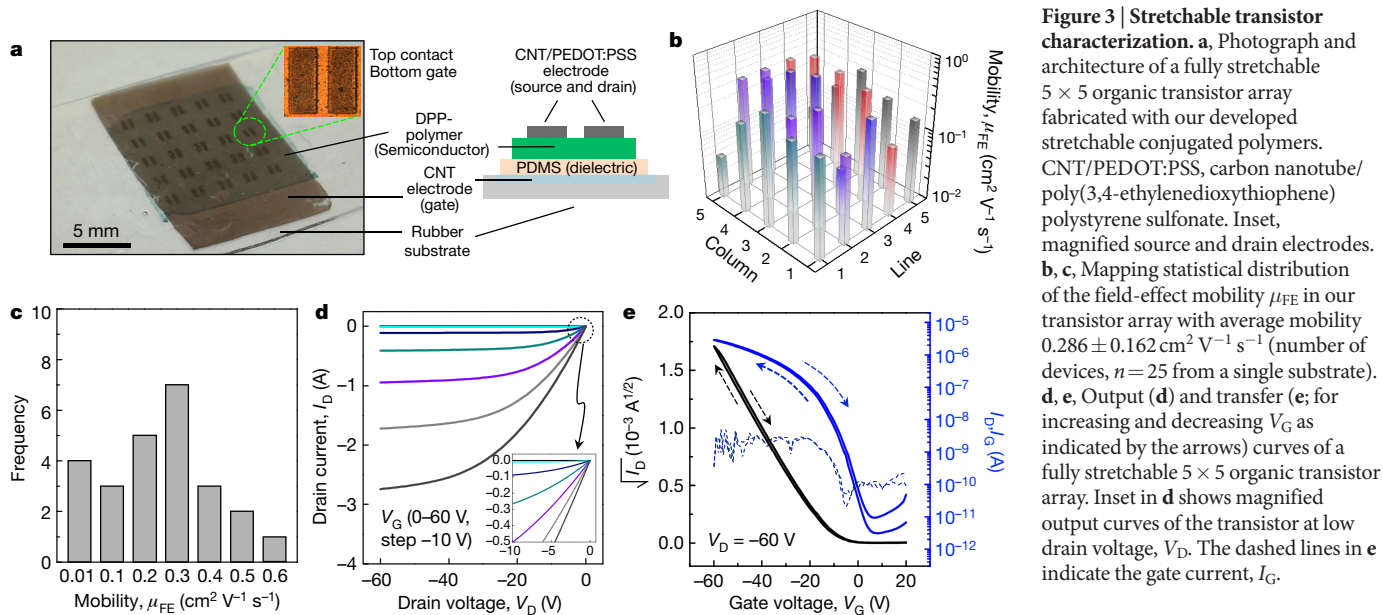 a
Top contact
Bottom gate
DPP-
polymer
(Semiconductor)
CNT
electrode
(gate)
Rubber
substrate
5 mm
CNT/PEDOT:PSS
electrode
(source and drain)
PDMS (dielectric)
b
10⁰
10⁻¹
10⁻²
Mobility, μFE (cm² V⁻¹ s⁻¹)
5
4
3
2
1
Column
1
2
3
4
5
Line
c
10
8
6
4
2
0
Frequency
0.01 0.1 0.2 0.3 0.4 0.5 0.6
Mobility, μFE (cm² V⁻¹ s⁻¹)
d
0
−1
−2
−3
−4
Drain current, ID (A)
VG (0–60 V,
step −10 V)
0
−0.1
−0.2
−0.3
−0.4
−0.5
−10 −5 0
−60 −40 −20 0
Drain voltage, VD (V)
e
2.0
1.5
1.0
0.5
0.0
√ID (10⁻³ A¹/²)
VD = −60 V
10⁻⁵
10⁻⁶
10⁻⁷
10⁻⁸
10⁻⁹
10⁻¹⁰
10⁻¹¹
10⁻¹²
ID,IG (A)
−60 −40 −20 0 20
Gate voltage, VG (V)
Figure 3 | Stretchable transistor
characterization. a, Photograph and
architecture of a fully stretchable
5 × 5 organic transistor array
fabricated with our developed
stretchable conjugated polymers.
CNT/PEDOT:PSS, carbon nanotube/
poly(3,4-ethylenedioxythiophene)
polystyrene sulfonate. Inset,
magnified source and drain electrodes.
b, c, Mapping statistical distribution
of the field-effect mobility μFE in our
transistor array with average mobility
0.286 ± 0.162 cm² V⁻¹ s⁻¹ (number of
devices, n = 25 from a single substrate).
d, e, Output (d) and transfer (e; for
increasing and decreasing VG as
indicated by the arrows) curves of a
fully stretchable 5 × 5 organic transistor
array. Inset in d shows magnified
output curves of the transistor at low
drain voltage, VD. The dashed lines in e
indicate the gate current, IG.